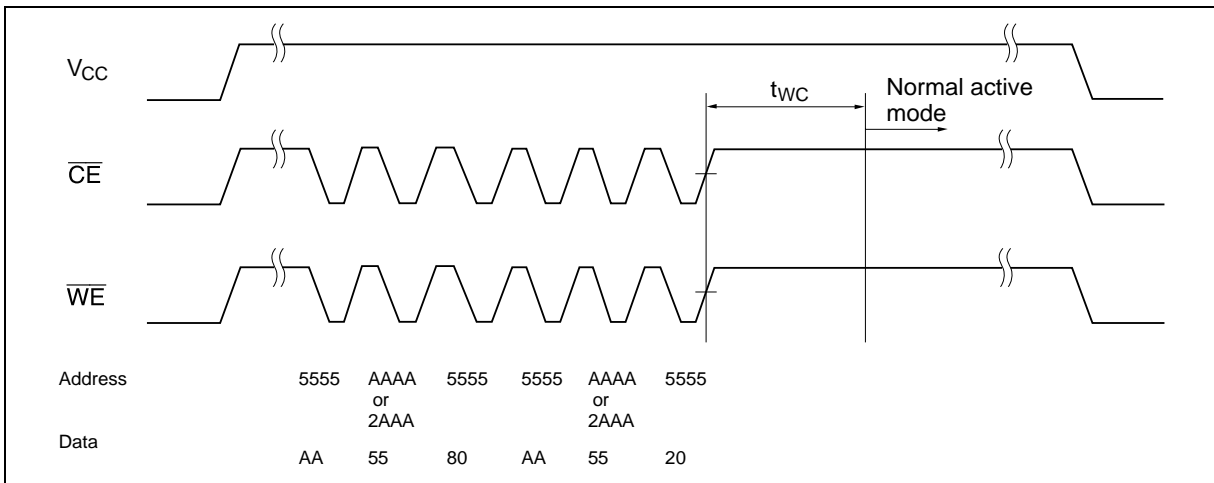 VCC
tWC
Normal active
mode
CE
WE
Address 5555 AAAA 5555 5555 AAAA 5555
or or
2AAA 2AAA
Data
AA 55 80 AA 55 20